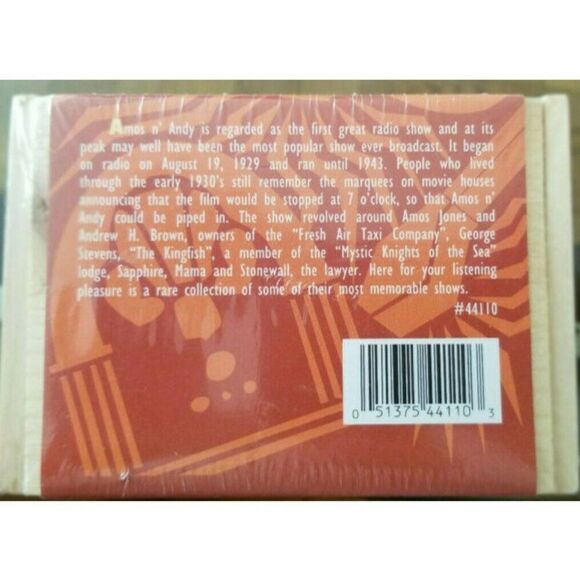 Amos n' Andy is regarded as the first great radio show and at its
peak may well have been the most popular show ever broadcast. It began
on radio on August 19, 1929 and ran until 1943. People who lived
through the early 1930's still remember the marquees on movie houses
announcing that the film would be stopped at 7 o'clock, so that Amos n'
Andy could be piped in. The show revolved around Amos Jones and
Andrew H. Brown, owners of the "Fresh Air Taxi Company", George
Stevens, "The Kingfish", a member of the "Mystic Knights of the Sea"
lodge, Sapphire, Mama and Stonewall, the lawyer. Here for your listening
pleasure is a rare collection of some of their most memorable shows.
#44110
0 51375 44110 3